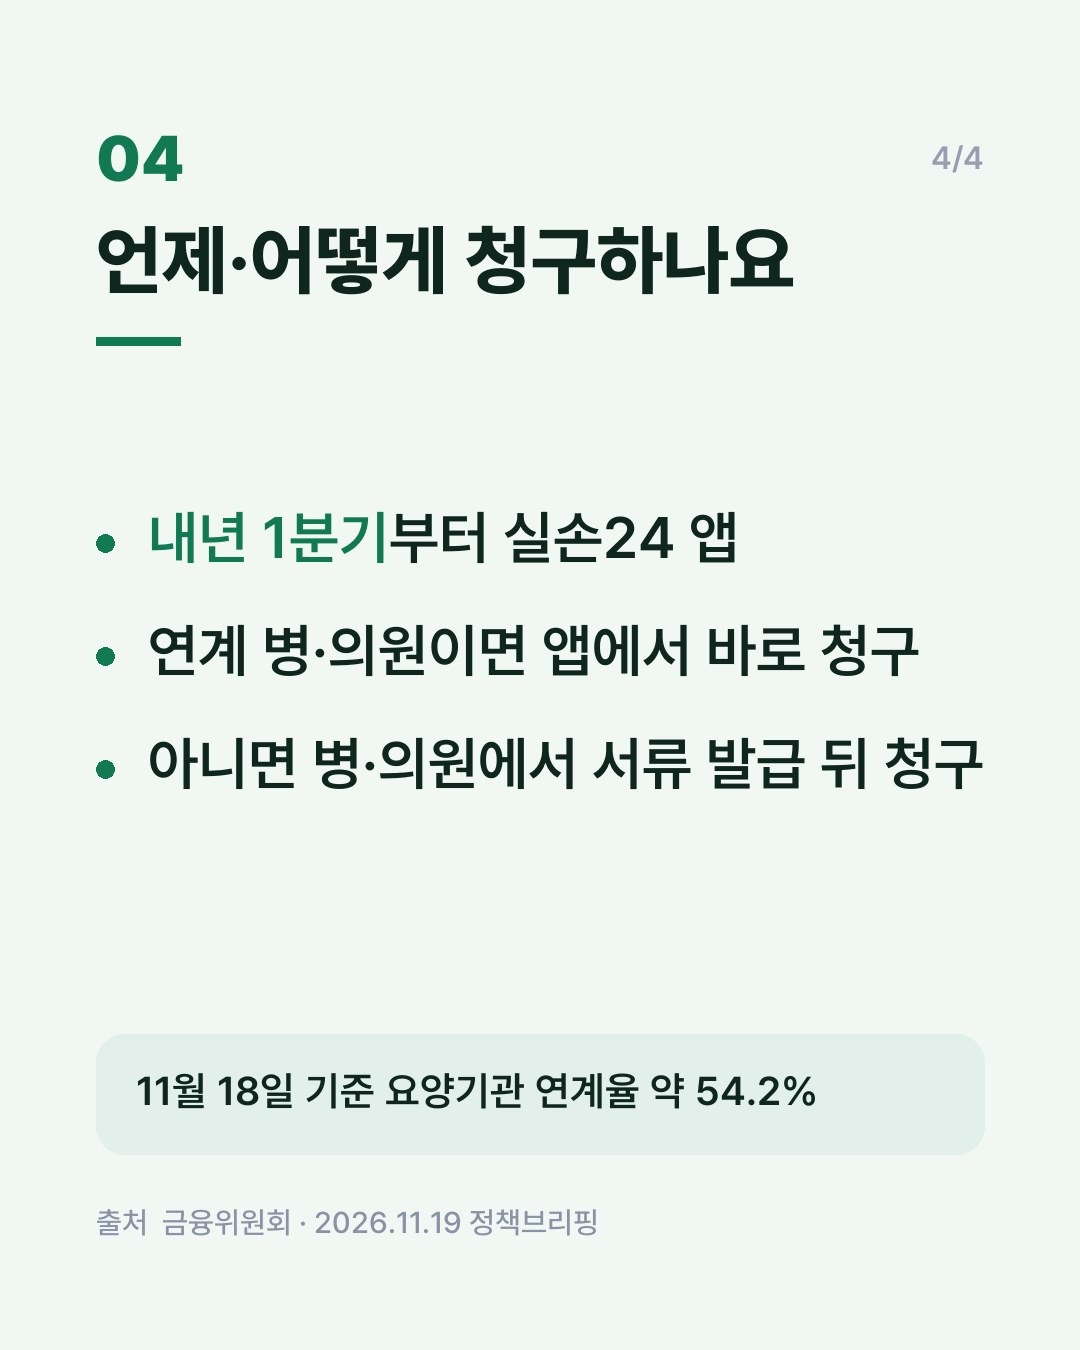 04
4/4
언제·어떻게 청구하나요
내년 1분기부터 실손24 앱
연계 병·의원이면 앱에서 바로 청구
아니면 병·의원에서 서류 발급 뒤 청구
11월 18일 기준 요양기관 연계율 약 54.2%
출처 금융위원회 · 2026.11.19 정책브리핑